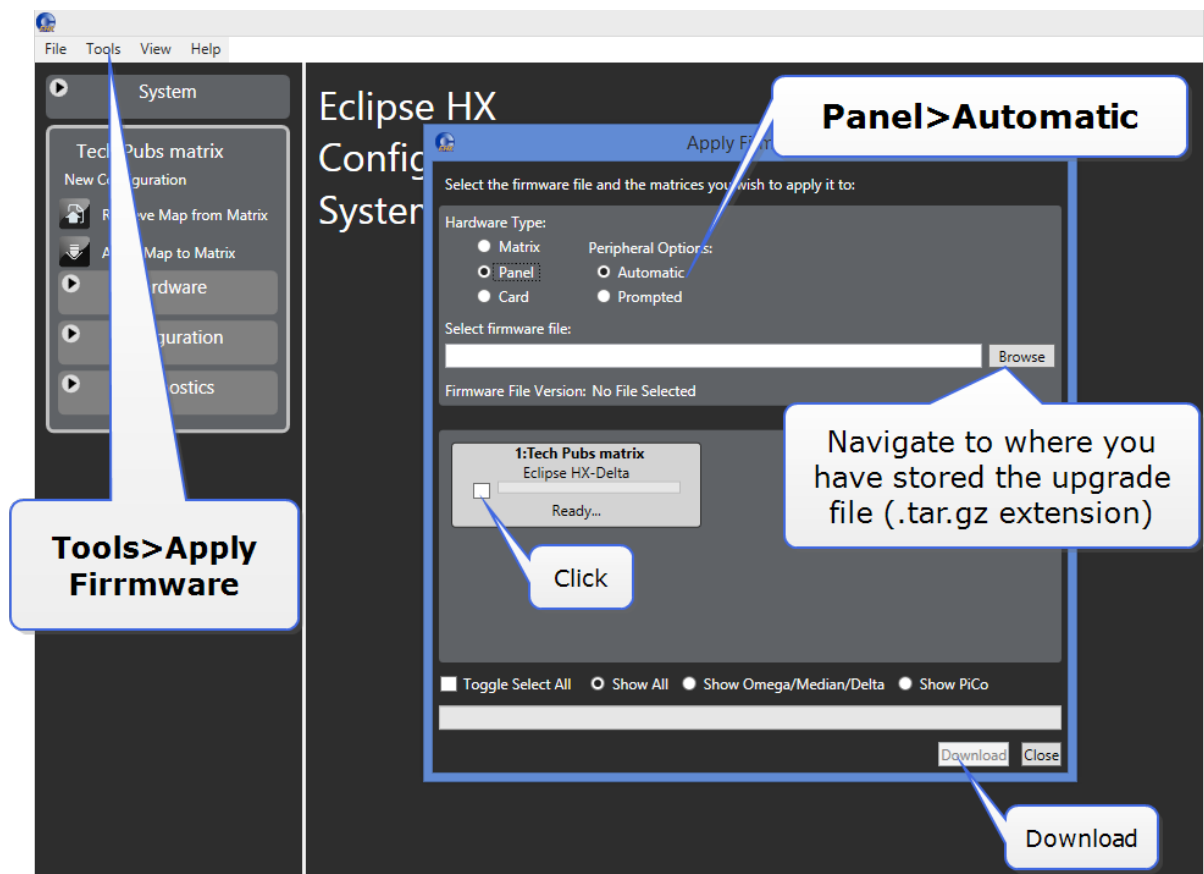 File Tools View Help
System
Tech Pubs matrix
New Configuration
Map from Matrix
Map to Matrix
Eclipse HX
System
Panel>Automatic
Select the firmware file and the matrices you wish to apply it to:
Hardware Type:
Matrix
Panel
Card
Peripheral Options:
Automatic
Prompted
Select firmware file:
Browse
Firmware File Version: No File Selected
Navigate to where you
have stored the upgrade
file (.tar.gz extension)
1:Tech Pubs matrix
Eclipse HX-Delta
Ready...
Click
Tools>Apply
Firrmware
Toggle Select All Show All Show Omega/Median/Delta Show PiCo
Download Close
Download